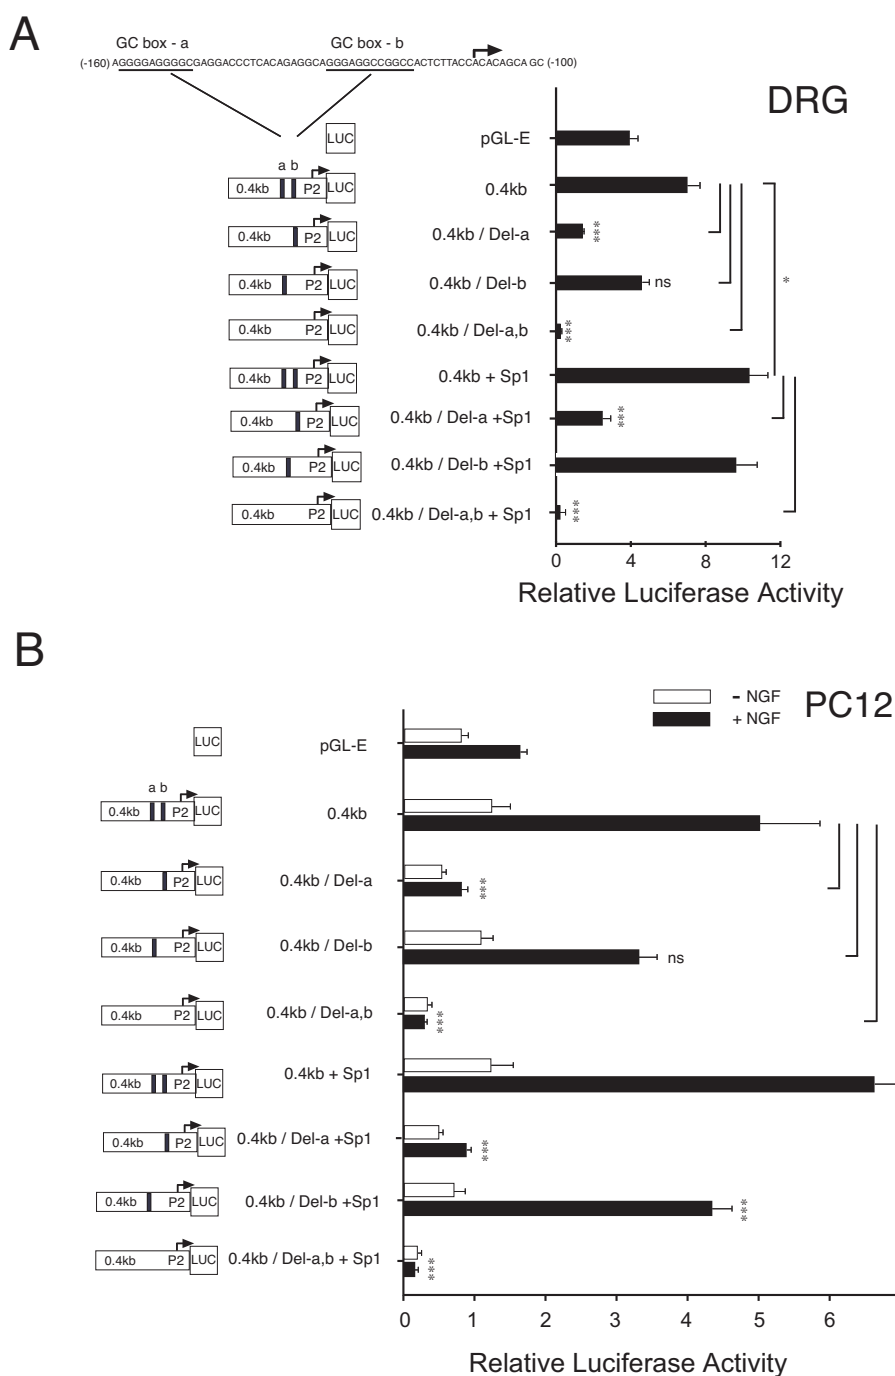 A
GC box - a
GC box - b
(-160) AGGGGAGGGGCGAGGACCCTCACAGAGGCAGGGAGGCCGGCCACTCTTACCACACAGCA GC (-100)
DRG
LUC
pGL-E
a b
0.4kb
P2
LUC
0.4kb
0.4kb
P2
LUC
0.4kb / Del-a
***
0.4kb
P2
LUC
0.4kb / Del-b
ns
*
0.4kb
P2
LUC
0.4kb / Del-a,b
***
0.4kb
P2
LUC
0.4kb + Sp1
0.4kb
P2
LUC
0.4kb / Del-a +Sp1
***
0.4kb
P2
LUC
0.4kb / Del-b +Sp1
0.4kb
P2
LUC
0.4kb / Del-a,b + Sp1
***
0 4 8 12
Relative Luciferase Activity
B
- NGF
+ NGF
PC12
LUC
pGL-E
a b
0.4kb
P2
LUC
0.4kb
0.4kb
P2
LUC
0.4kb / Del-a
***
0.4kb
P2
LUC
0.4kb / Del-b
ns
0.4kb
P2
LUC
0.4kb / Del-a,b
***
0.4kb
P2
LUC
0.4kb + Sp1
0.4kb
P2
LUC
0.4kb / Del-a +Sp1
***
0.4kb
P2
LUC
0.4kb / Del-b +Sp1
***
0.4kb
P2
LUC
0.4kb / Del-a,b + Sp1
***
0 1 2 3 4 5 6
Relative Luciferase Activity